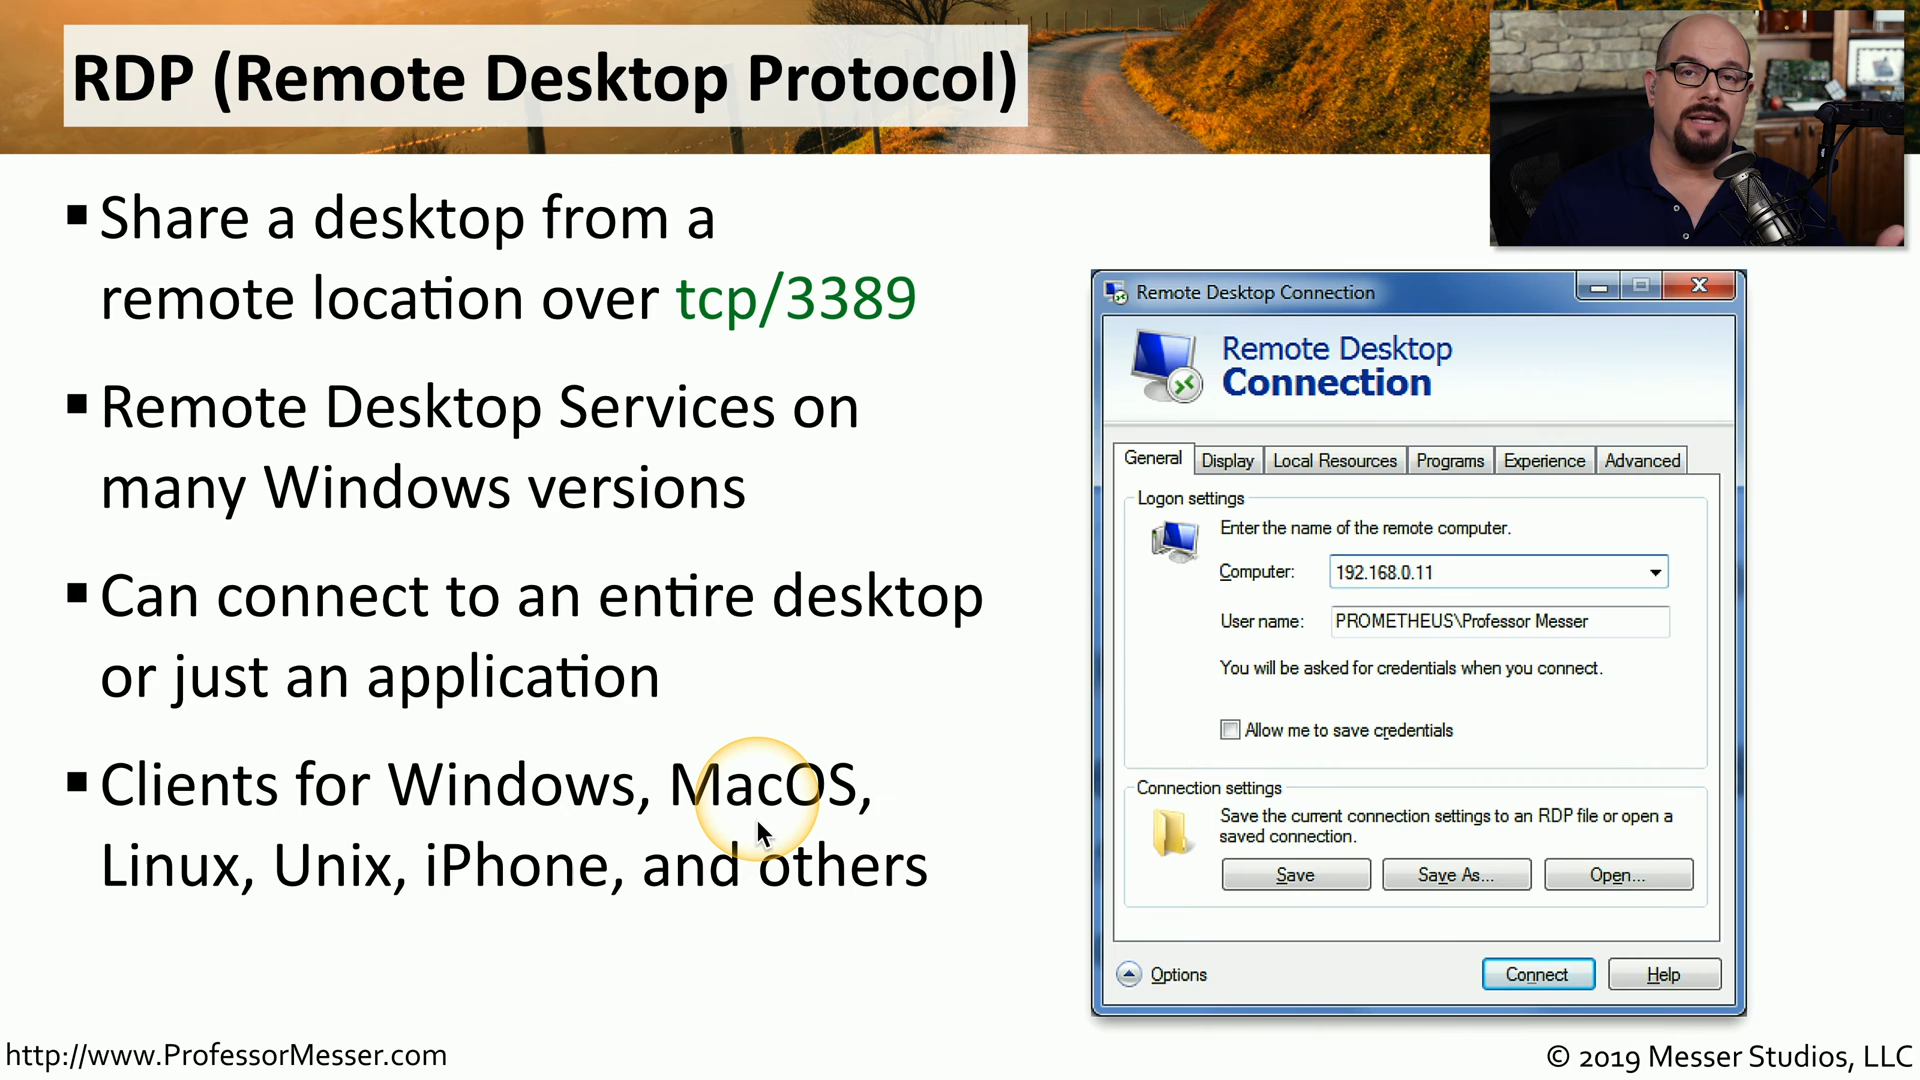 RDP (Remote Desktop Protocol)
▪ Share a desktop from a
remote location over tcp/3389
▪ Remote Desktop Services on
many Windows versions
▪ Can connect to an entire desktop
or just an application
▪ Clients for Windows, MacOS,
Linux, Unix, iPhone, and others
Remote Desktop Connection
Remote Desktop
Connection
General Display Local Resources Programs Experience Advanced
Logon settings
Enter the name of the remote computer.
Computer: 192.168.0.11
User name: PROMETHEUS\Professor Messer
You will be asked for credentials when you connect.
Allow me to save credentials
Connection settings
Save the current connection settings to an RDP file or open a
saved connection.
Save Save As... Open...
Options Connect Help
http://www.ProfessorMesser.com
© 2019 Messer Studios, LLC